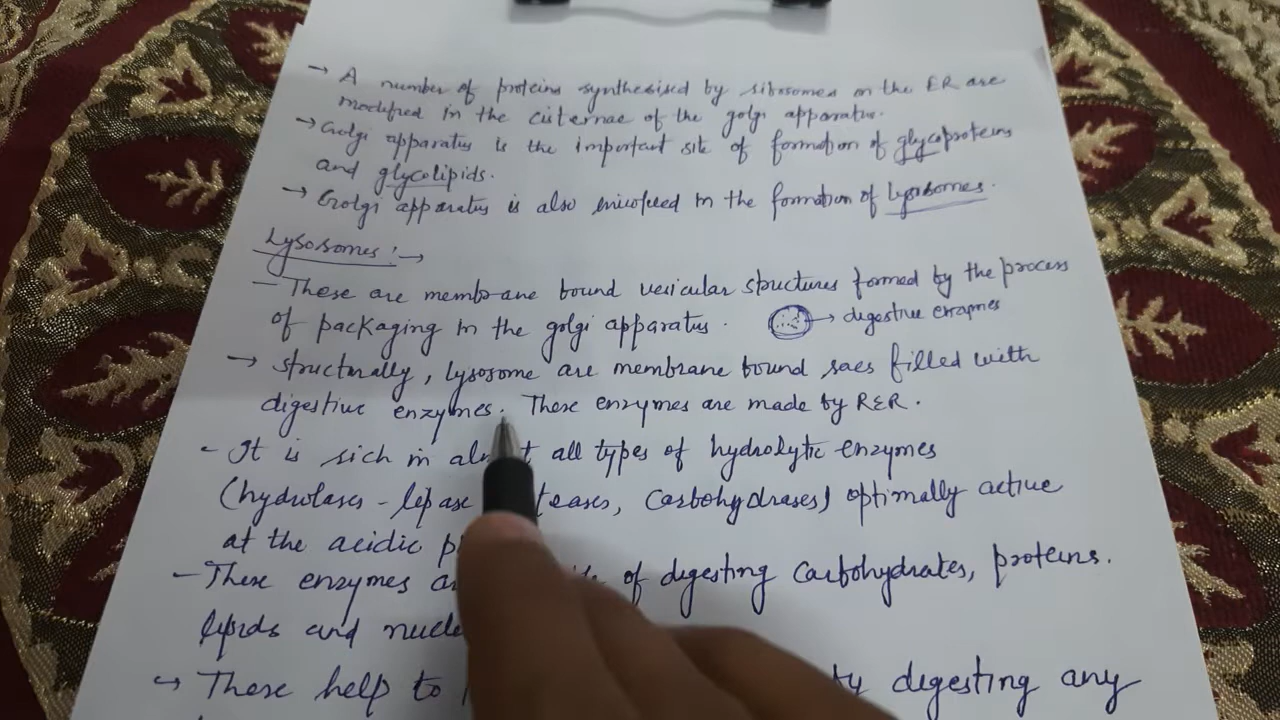 → A number of proteins synthesised by ribosomes on the ER are
modified in the cisternae of the golgi apparatus.
→ Golgi apparatus is the important site of formation of glycoproteins
and glycolipids.
→ Golgi apparatus is also involved in the formation of lysosomes.
Lysosomes :→
- These are membrane bound vesicular structures formed by the process
of packaging in the golgi apparatus. → digestive enzymes
→ structurally, lysosome are membrane bound sacs filled with
digestive enzymes. These enzymes are made by RER.
- It is rich in all types of hydrolytic enzymes
(hydrolases - lipase carbohydrases) optimally active
at the acidic
- These enzymes of digesting carbohydrates, proteins.
lipids and
→ These help to by digesting any